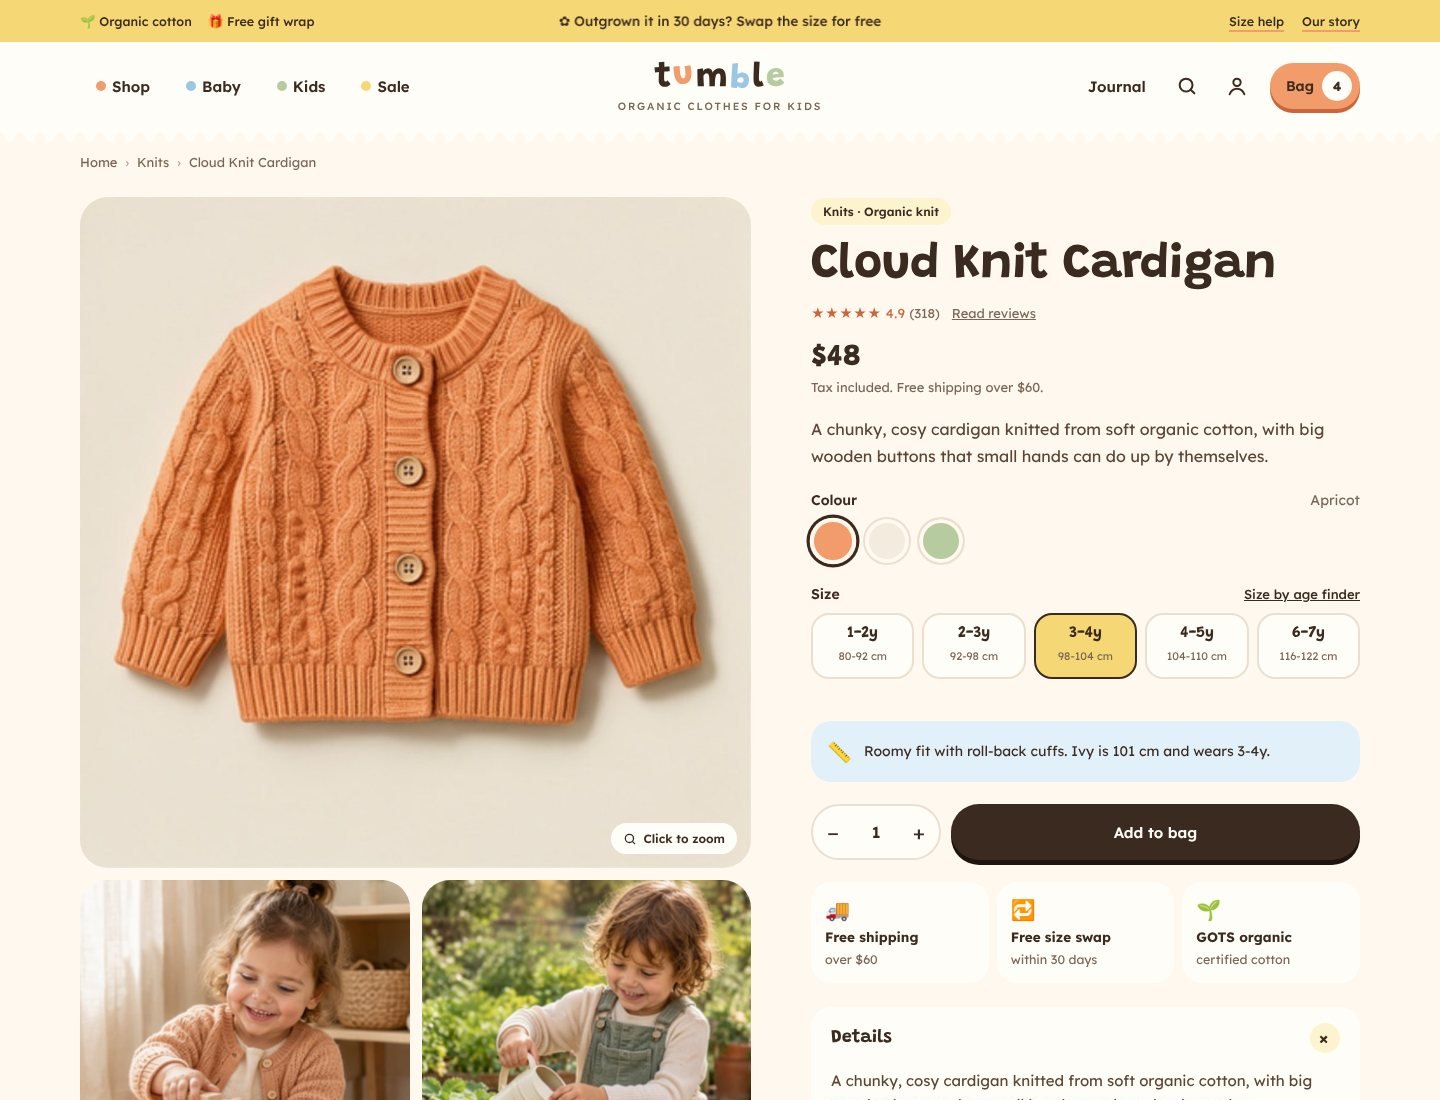 🌱 Organic cotton 🎁 Free gift wrap
✿ Outgrown it in 30 days? Swap the size for free
Size help Our story
Shop Baby Kids Sale
tumble
ORGANIC CLOTHES FOR KIDS
Journal
Bag 4
Home › Knits › Cloud Knit Cardigan
Click to zoom
Knits · Organic knit
Cloud Knit Cardigan
★★★★★ 4.9 (318) Read reviews
$48
Tax included. Free shipping over $60.
A chunky, cosy cardigan knitted from soft organic cotton, with big
wooden buttons that small hands can do up by themselves.
Colour Apricot
Size Size by age finder
1-2y 2-3y 3-4y 4-5y 6-7y
80-92 cm 92-98 cm 98-104 cm 104-110 cm 116-122 cm
Roomy fit with roll-back cuffs. Ivy is 101 cm and wears 3-4y.
− 1 + Add to bag
Free shipping Free size swap GOTS organic
over $60 within 30 days certified cotton
Details ×
A chunky, cosy cardigan knitted from soft organic cotton, with big